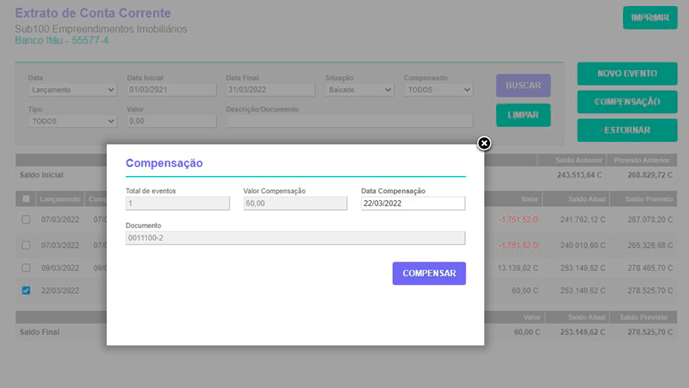 Extrato de Conta Corrente
IMPRIMIR
Sub100 Empreendimentos Imobiliários
Banco Itáu - 55577-4
Data Data Inicial Data Final Situação Compensado
Lançamento 01/03/2021 31/03/2022 Baixado TODOS
BUSCAR
NOVO EVENTO
Tipo Valor Descrição/Documento
TODOS 0,00
LIMPAR
COMPENSAÇÃO
ESTORNAR
Saldo Anterior Previsto Anterior
Saldo Inicial 243.513,64 C 268.829,72 C
Lançamento Valor Saldo Atual Saldo Previsto
07/03/2022 -1.751,52 D 241.762,12 C 267.078,20 C
07/03/2022 -1.751,52 D 240.010,60 C 265.326,68 C
09/03/2022 13.139,02 C 253.149,62 C 278.465,70 C
22/03/2022 60,00 C 253.149,62 C 278.525,70 C
Valor Saldo Atual Saldo Previsto
Saldo Final 60,00 C 253.149,62 C 278.525,70 C
Compensação
Total de eventos Valor Compensação Data Compensação
1 60,00 22/03/2022
Documento
0011100-2
COMPENSAR